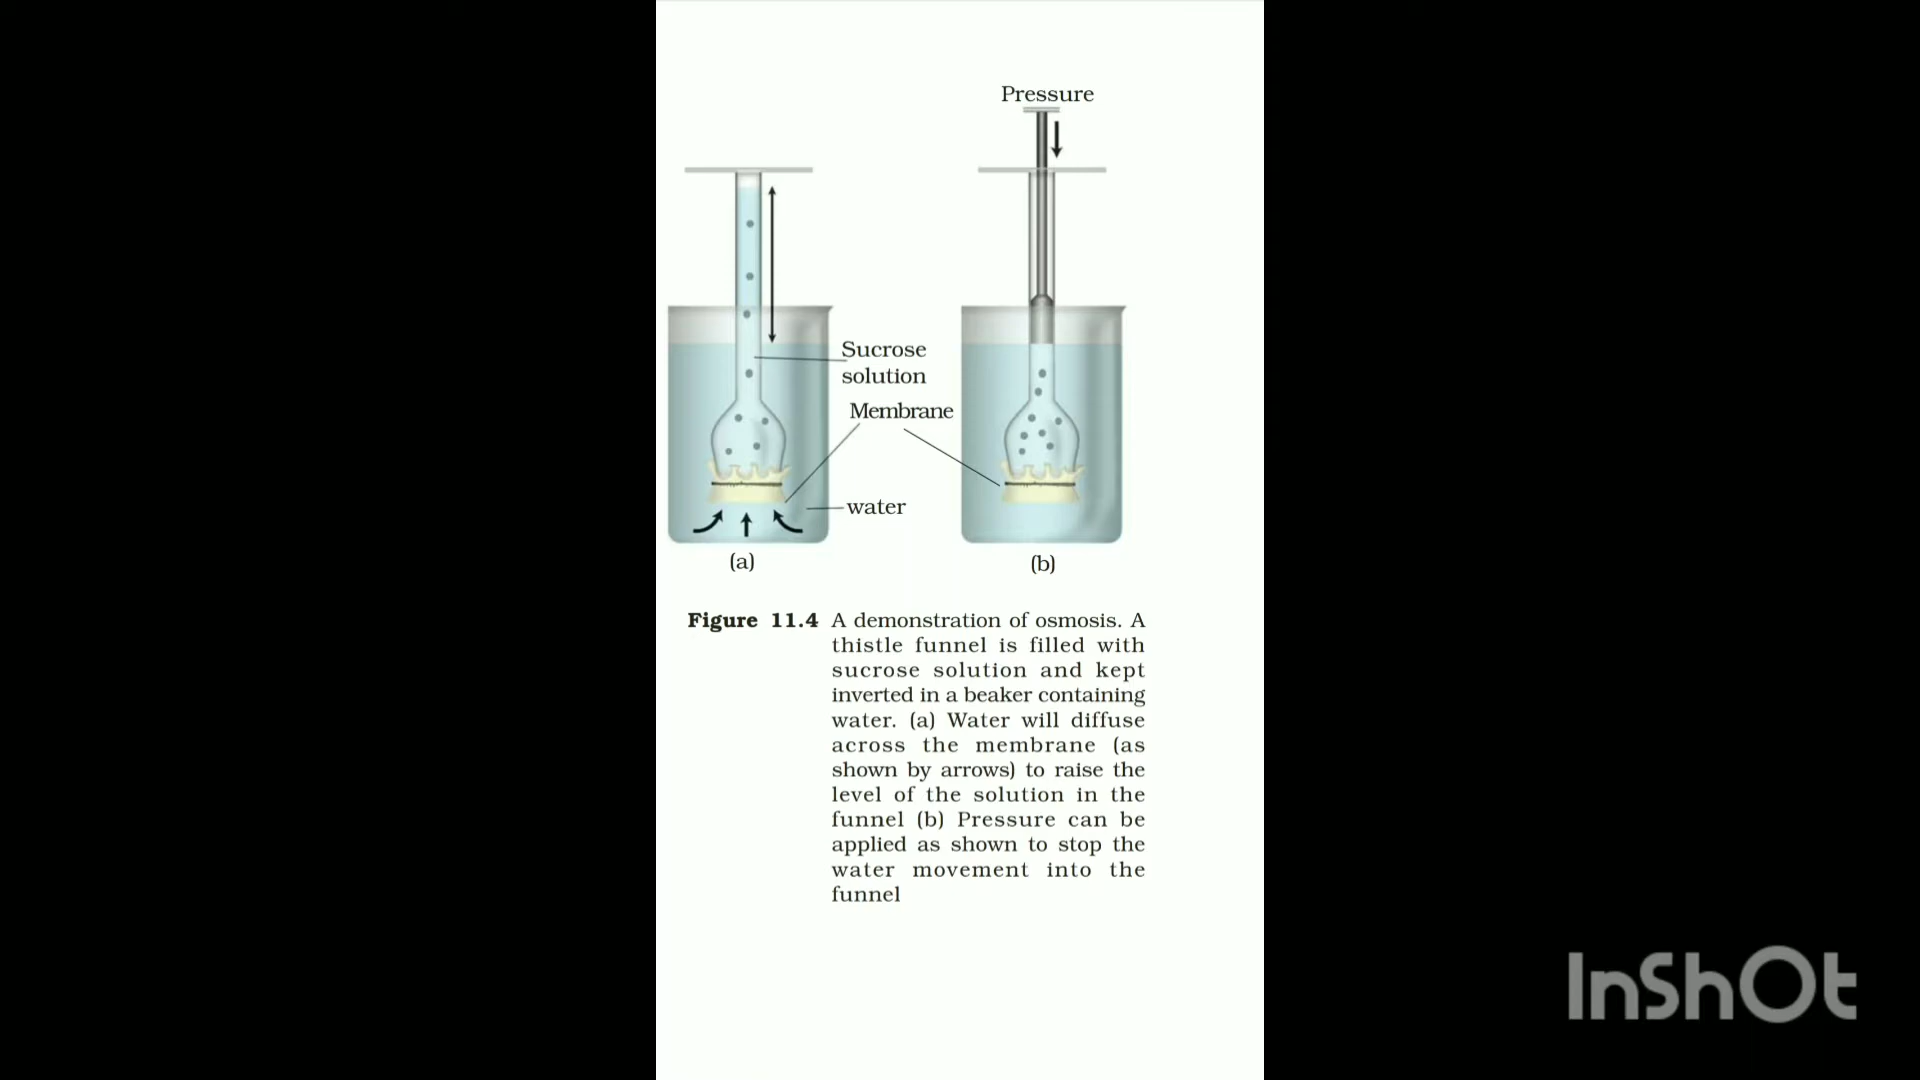 Pressure
Sucrose
solution
Membrane
water
(a)
(b)
Figure 11.4 A demonstration of osmosis. A
thistle funnel is filled with
sucrose solution and kept
inverted in a beaker containing
water. (a) Water will diffuse
across the membrane (as
shown by arrows) to raise the
level of the solution in the
funnel (b) Pressure can be
applied as shown to stop the
water movement into the
funnel
InShOt